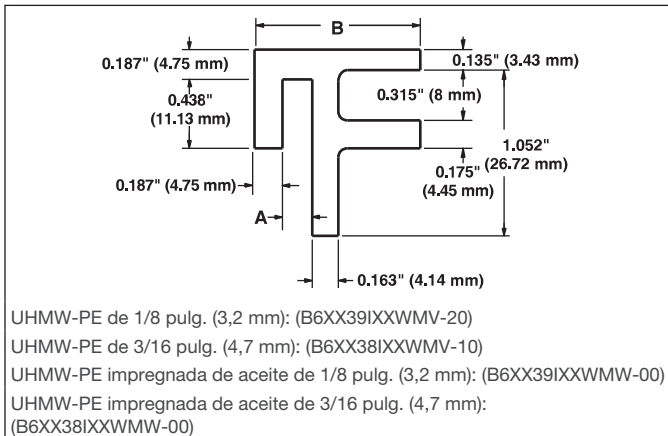 B
0.187" (4.75 mm)
0.135" (3.43 mm)
0.438"
(11.13 mm)
0.315" (8 mm)
1.052"
(26.72 mm)
0.187" (4.75 mm)
0.175"
(4.45 mm)
A
0.163" (4.14 mm)
UHMW-PE de 1/8 pulg. (3,2 mm): (B6XX39IXXWMV-20)
UHMW-PE de 3/16 pulg. (4,7 mm): (B6XX38IXXWMV-10)
UHMW-PE impregnada de aceite de 1/8 pulg. (3,2 mm): (B6XX39IXXWMW-00)
UHMW-PE impregnada de aceite de 3/16 pulg. (4,7 mm):
(B6XX38IXXWMW-00)